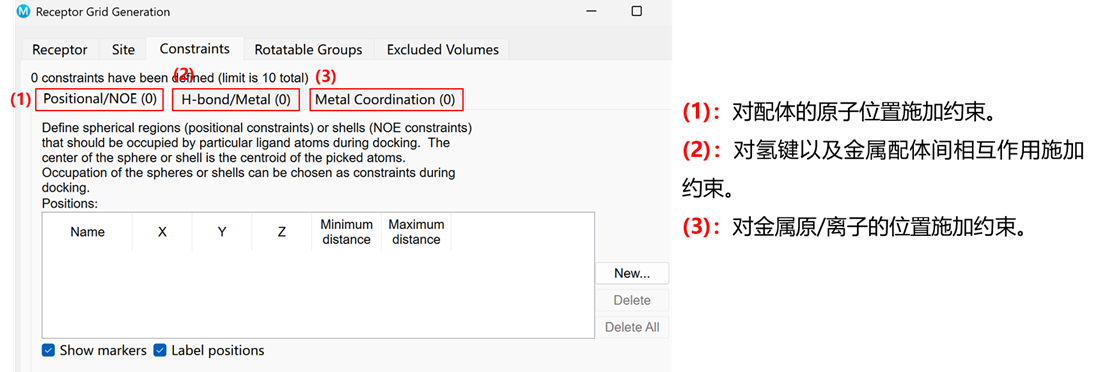 Receptor Grid Generation
Receptor Site Constraints Rotatable Groups Excluded Volumes
0 constraints have been defined (limit is 10 total)
(1) Positional/NOE (0) (2) H-bond/Metal (0) (3) Metal Coordination (0)
Define spherical regions (positional constraints) or shells (NOE constraints)
that should be occupied by particular ligand atoms during docking. The
center of the sphere or shell is the centroid of the picked atoms.
Occupation of the spheres or shells can be chosen as constraints during
docking.
Positions:
Name X Y Z Minimum distance Maximum distance
New...
Delete
Delete All
Show markers Label positions
(1)：对配体的原子位置施加约束。
(2)：对氢键以及金属配体间相互作用施加
约束。
(3)：对金属原/离子的位置施加约束。